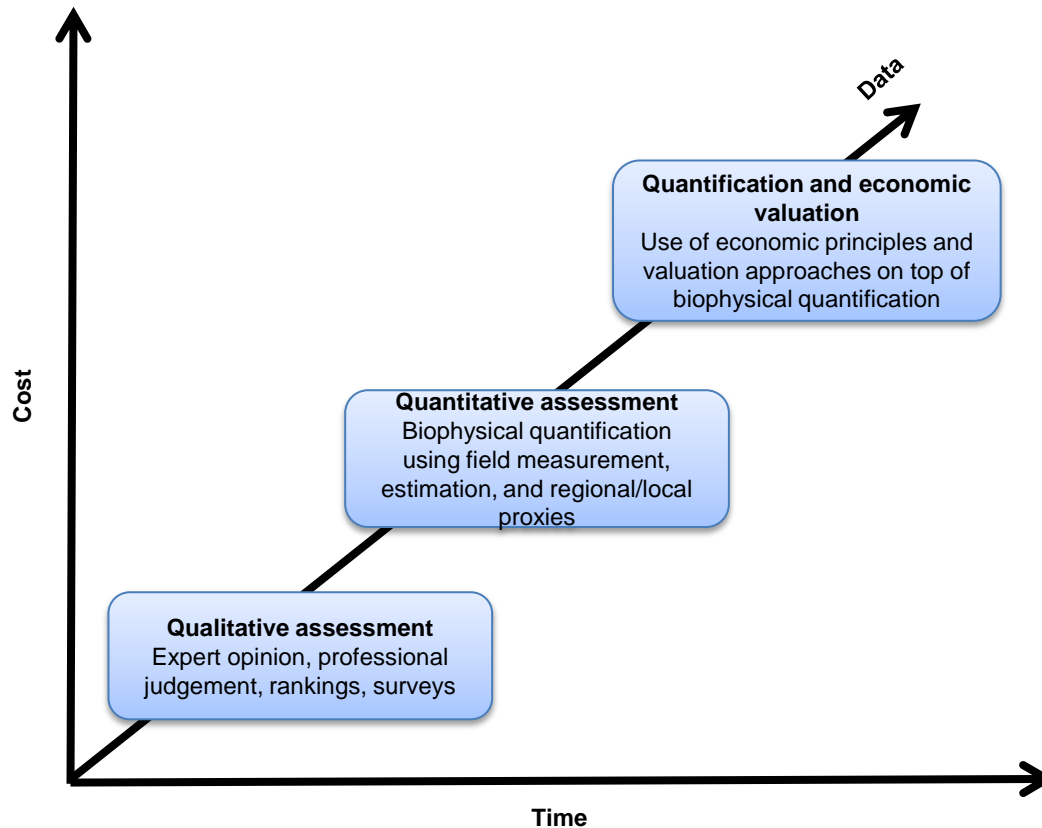 Data
Quantification and economic
valuation
Use of economic principles and
valuation approaches on top of
biophysical quantification
Cost
Quantitative assessment
Biophysical quantification
using field measurement,
estimation, and regional/local
proxies
Qualitative assessment
Expert opinion, professional
judgement, rankings, surveys
Time